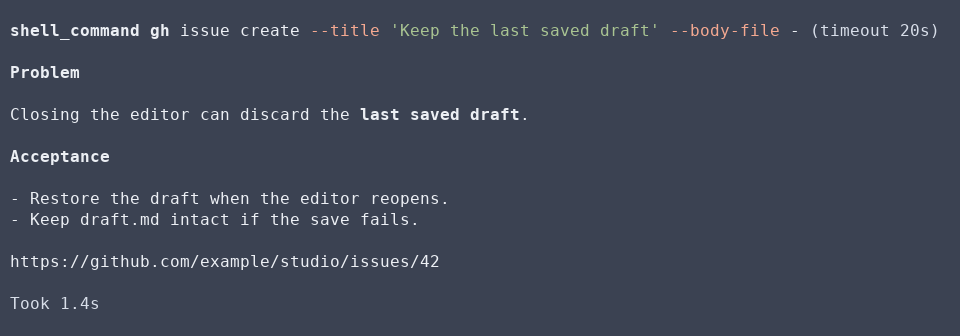 shell_command gh issue create --title 'Keep the last saved draft' --body-file - (timeout 20s)
Problem
Closing the editor can discard the last saved draft.
Acceptance
- Restore the draft when the editor reopens.
- Keep draft.md intact if the save fails.
https://github.com/example/studio/issues/42
Took 1.4s